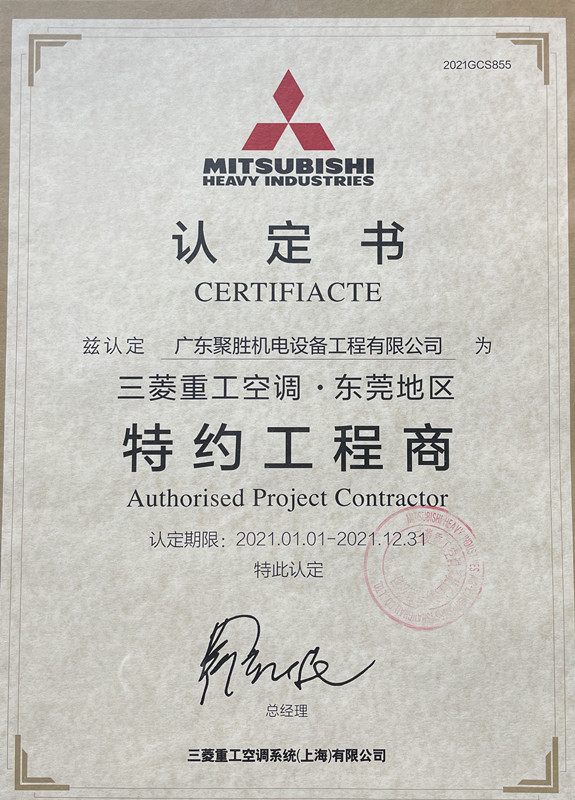 2021GCS855
MITSUBISHI
HEAVY INDUSTRIES
认定书
CERTIFIACTE
兹认定 广东聚胜机电设备工程有限公司 为
三菱重工空调·东莞地区
特约工程商
Authorised Project Contractor
认定期限：2021.01.01-2021.12.31
特此认定
总经理
三菱重工空调系统(上海)有限公司